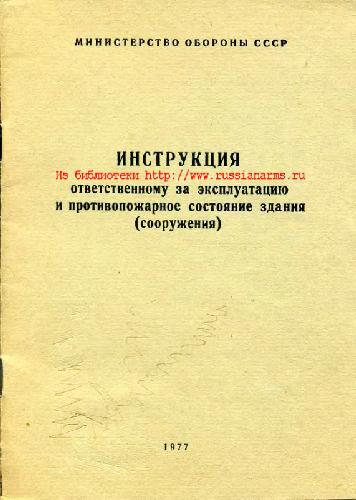 МИНИСТЕРСТВО ОБОРОНЫ СССР
ИНСТРУКЦИЯ
Из библиотеки http://www.russianarms.ru
ответственному за эксплуатацию
и противопожарное состояние здания
(сооружения)
1977